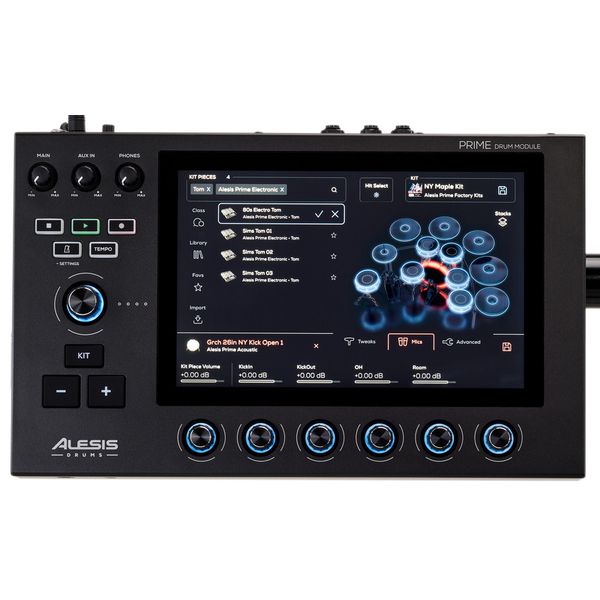 PRIME DRUM MODULE
MAIN AUX IN PHONES
MIN MAX MIN MAX MIN MAX
TEMPO
- SETTINGS
KIT
- +
ALESIS
DRUMS
KIT PIECES 4
Tom X Alesis Prime Electronic X
Hit Select
KIT
NY Maple Kit
Alesis Prime Factory Kits
Class
Library
Favs
Import
80s Electro Tom
Alesis Prime Electronic - Tom
Sims Tom 01
Alesis Prime Electronic - Tom
Sims Tom 02
Alesis Prime Electronic - Tom
Sims Tom 03
Alesis Prime Electronic - Tom
Stacks
Grch 26in NY Kick Open 1
Alesis Prime Acoustic
Tweaks Mics Advanced
Kit Piece Volume KickIn KickOut OH Room
+0.00 dB +0.00 dB +0.00 dB +0.00 dB +0.00 dB